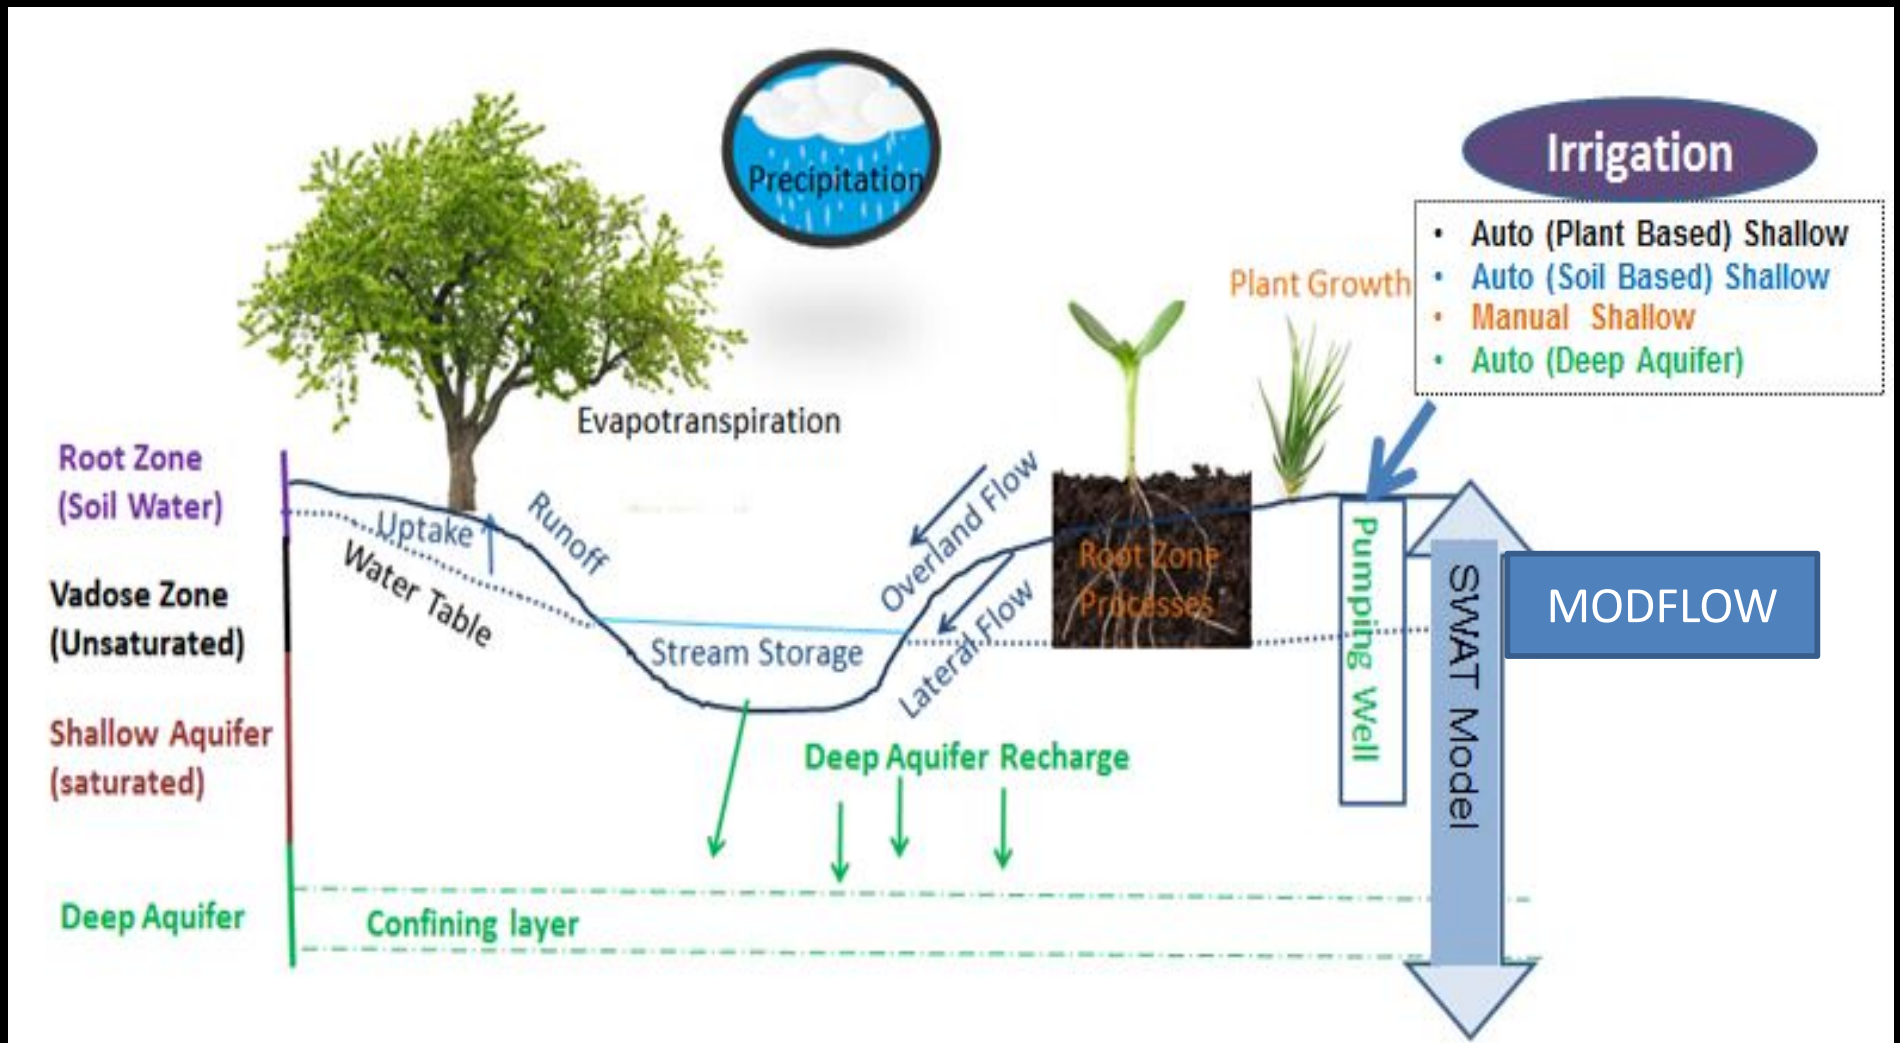 Precipitation
Irrigation
• Auto (Plant Based) Shallow
• Auto (Soil Based) Shallow
• Manual Shallow
• Auto (Deep Aquifer)
Plant Growth
Evapotranspiration
Root Zone
(Soil Water)
Uptake
Runoff
Water Table
Overland Flow
Lateral Flow
Root Zone
Processes
Stream Storage
Pumping Well
SWAT Model
MODFLOW
Vadose Zone
(Unsaturated)
Shallow Aquifer
(saturated)
Deep Aquifer Recharge
Deep Aquifer
Confining layer